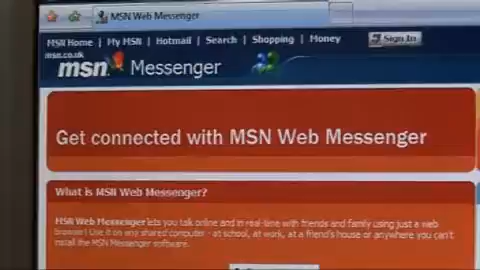 MSN Web Messenger
MSN Home | My MSN | Hotmail | Search | Shopping | Money
Sign In
msn.co.uk
msn Messenger
Get connected with MSN Web Messenger
What is MSN Web Messenger?
MSN Web Messenger lets you talk online and in real-time with friends and family using just a web
browser! Use it on any shared computer - at school, at work, at a friend's house or anywhere you can't
install the MSN Messenger software.